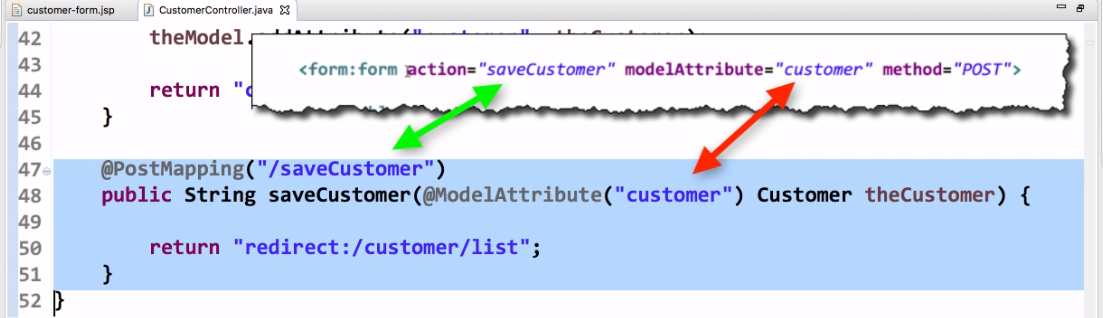 customer-form.jsp CustomerController.java
42 theModel.
43
<form:form action="saveCustomer" modelAttribute="customer" method="POST">
44 return "c
45 }
46
47 @PostMapping("/saveCustomer")
48 public String saveCustomer(@ModelAttribute("customer") Customer theCustomer) {
49
50 return "redirect:/customer/list";
51 }
52 }